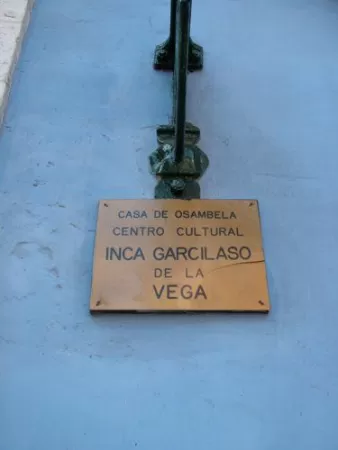 CASA DE OSAMBELA
CENTRO CULTURAL
INCA GARCILASO
DE LA
VEGA